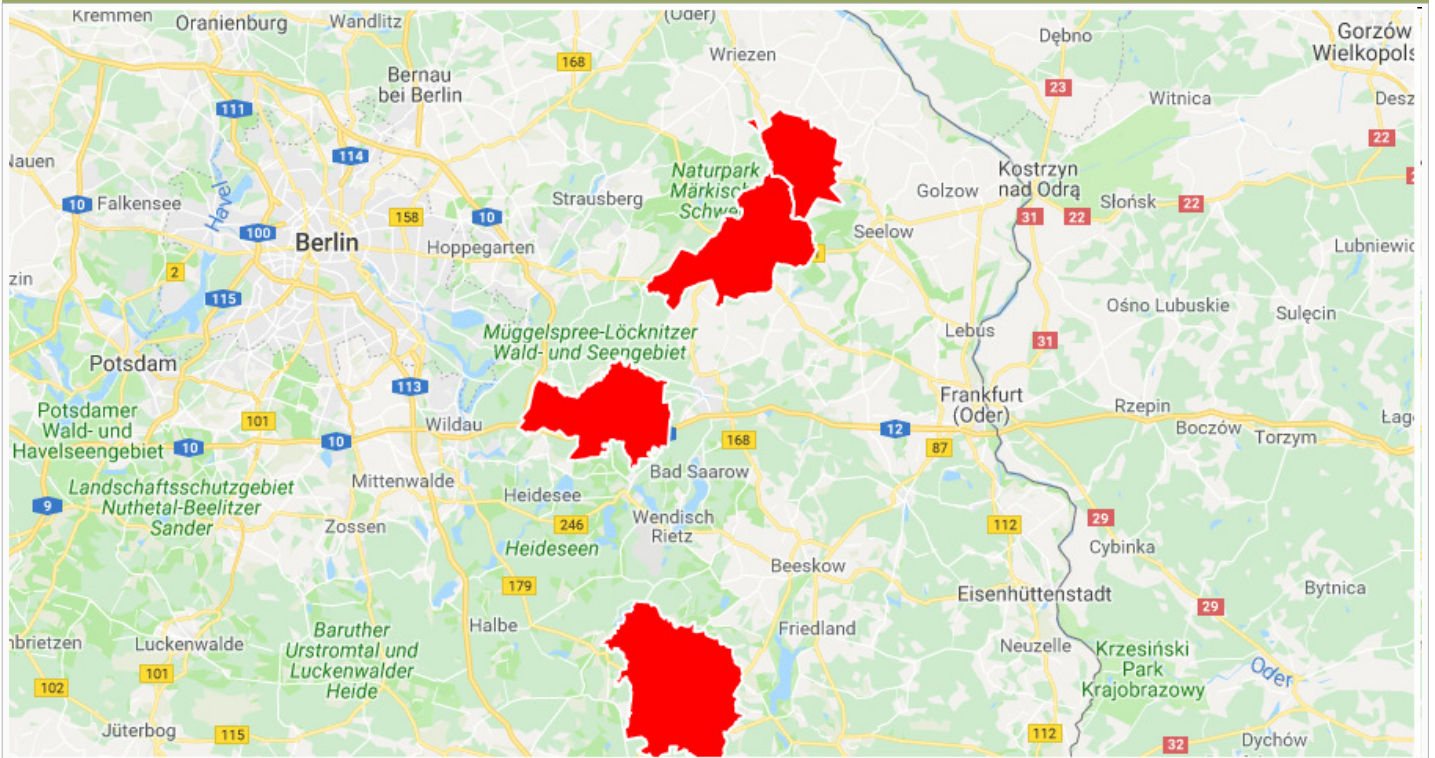 Kremmen
Oranienburg
Wandlitz
(Oder)
Dębno
Gorzów
Wielkopols
168
Wriezen
Bernau
bei Berlin
23
Witnica
Desz
111
22
114
Nauen
Naturpark
Märkisch
Schwe
Kostrzyn
nad Odrą
10
Falkensee
Havel
Strausberg
Golzow
Słońsk
22
158
10
31
22
100
Berlin
Hoppegarten
Seelow
Lubniewic
zin
2
115
Ośno Lubuskie
Sulęcin
Müggelspree-Löcknitzer
Wald- und Seengebiet
Lebus
31
Potsdam
113
Frankfurt
(Oder)
Rzepin
Potsdamer
Wald- und
Havelseengebiet
101
Wildau
10
10
168
12
87
Boczów
Torzym
Łag
Landschaftsschutzgebiet
Nuthetal-Beelitzer
Sander
Mittenwalde
Bad Saarow
9
Heidesee
Zossen
246
Wendisch
Rietz
112
29
Heideseen
Cybinka
Beeskow
179
Eisenhüttenstadt
Bytnica
29
Halbe
Friedland
Neuzelle
nbrietzen
Luckenwalde
Baruther
Urstromtal und
Luckenwalder
Heide
Krzesiński
Park
Krajobrazowy
Oder
102
101
Jüterbog
115
112
32
Dychów